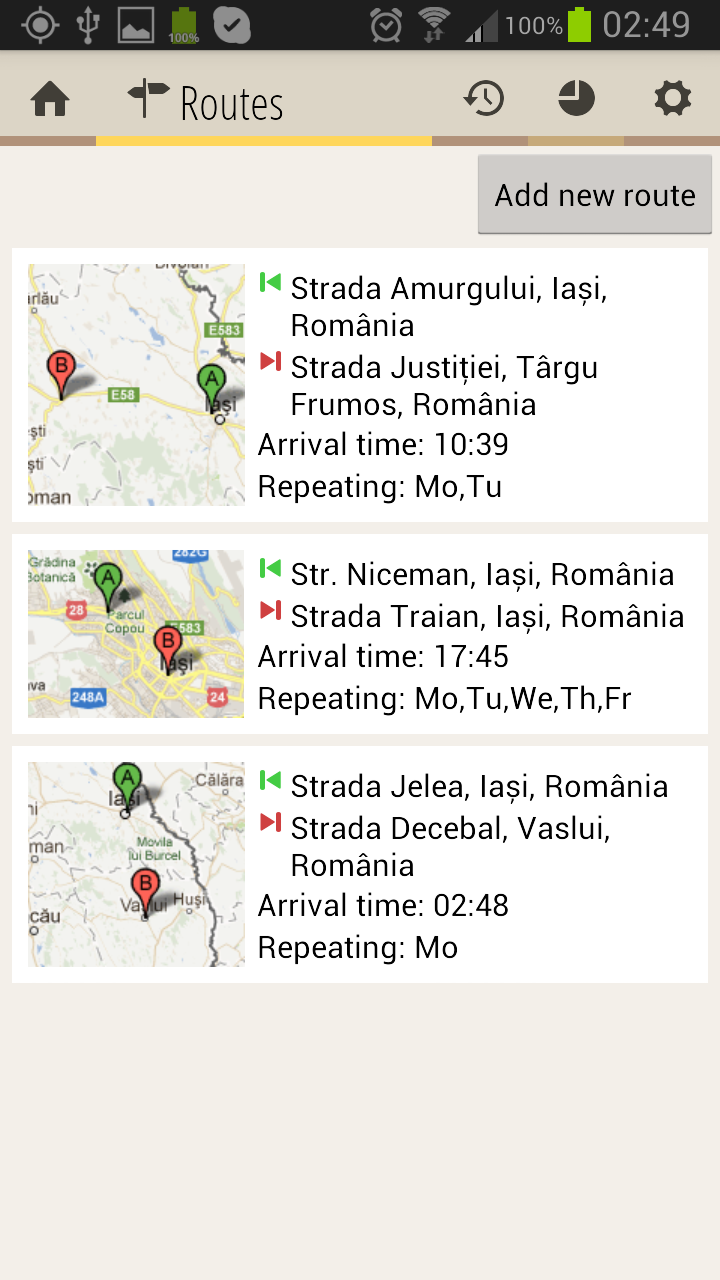 100%
100%
02:49
Routes
Add new route
E583
rlău
E58
Iași
ști
ști
oman
Strada Amurgului, Iași,
România
Strada Justiției, Târgu
Frumos, România
Arrival time: 10:39
Repeating: Mo,Tu
B
A
282G
Grădina
Botanică
A
28
Parcul
Copou
E583
B
Iași
va
248A
24
Str. Niceman, Iași, România
Strada Traian, Iași, România
Arrival time: 17:45
Repeating: Mo,Tu,We,Th,Fr
A
Iași
Călăra
ni
man
Movila
lui Burcel
B
Vaslui
Huși
cău
Strada Jelea, Iași, România
Strada Decebal, Vaslui,
România
Arrival time: 02:48
Repeating: Mo